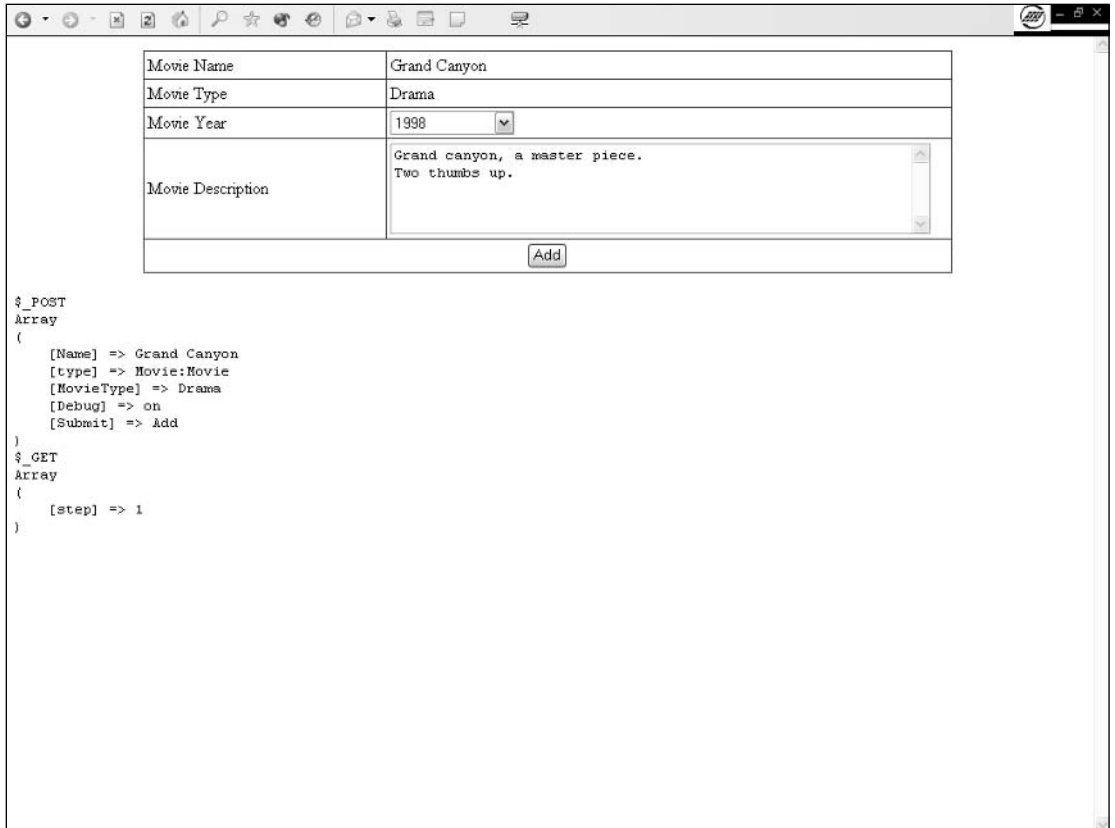 Movie Name Grand Canyon
Movie Type Drama
Movie Year 1998
Movie Description Grand canyon, a master piece.
Two thumbs up.
Add
$_POST
Array
(
[Name] => Grand Canyon
[type] => Movie:Movie
[MovieType] => Drama
[Debug] => on
[Submit] => Add
)
$_GET
Array
(
[step] => 1
)